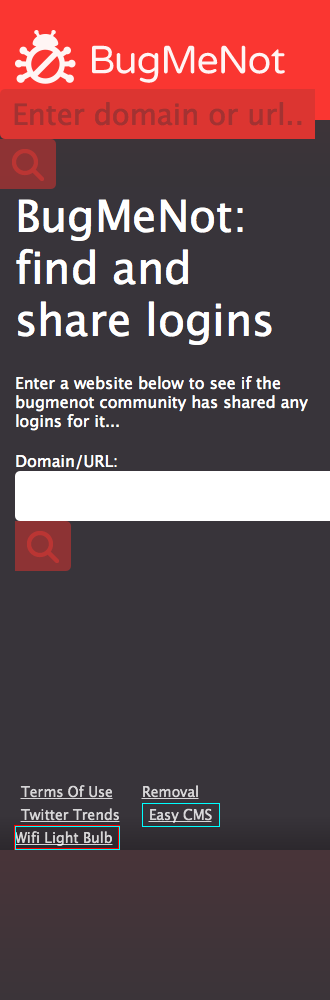 BugMeNot
Enter domain or url..
BugMeNot:
find and
share logins
Enter a website below to see if the
bugmenot community has shared any
logins for it...
Domain/URL:
Terms Of Use Removal
Twitter Trends Easy CMS
Wifi Light Bulb